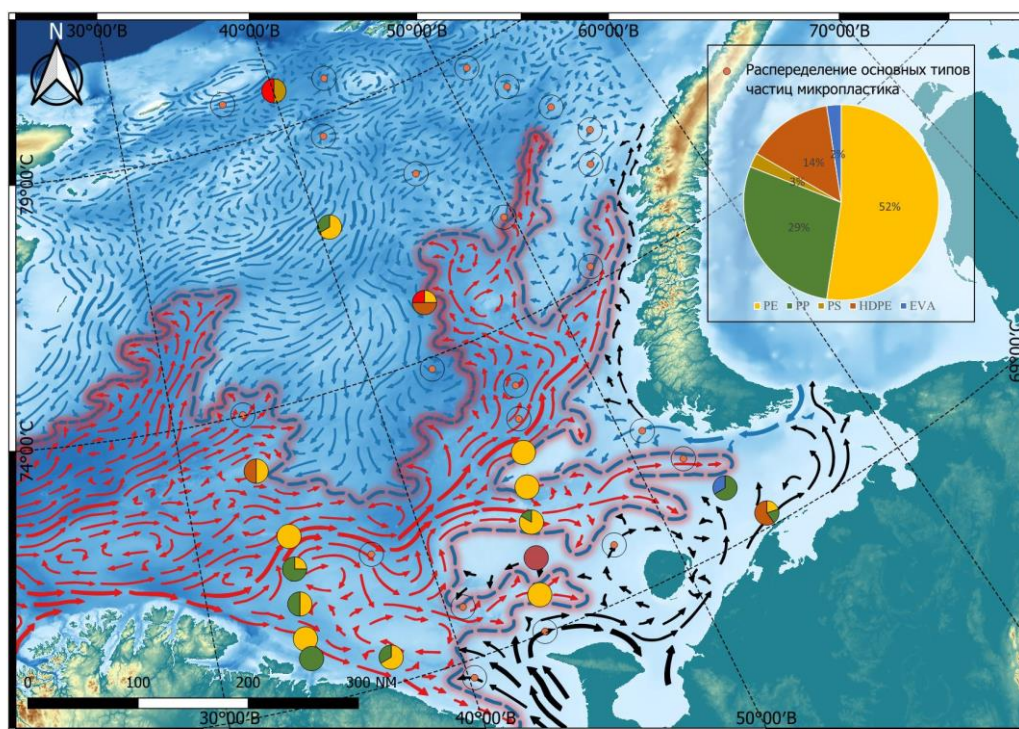 30°00'В
40°00'В
50°00'В
60°00'В
70°00'В
N
Распеределение основных типов
частиц микропластика
2%
14%
3%
52%
29%
PE PP PS HDPE EVA
79°00'С
74°00'С
69°00'С
0 100 200 300 NM
30°00'В
40°00'В
50°00'В